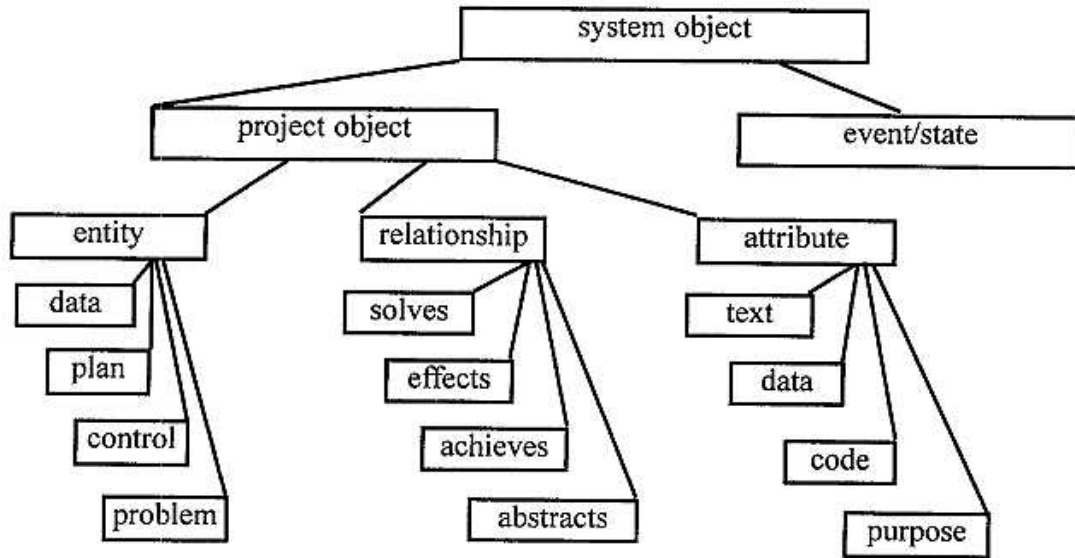 system object
project object
event/state
entity
relationship
attribute
data
solves
text
plan
effects
data
control
achieves
code
problem
abstracts
purpose